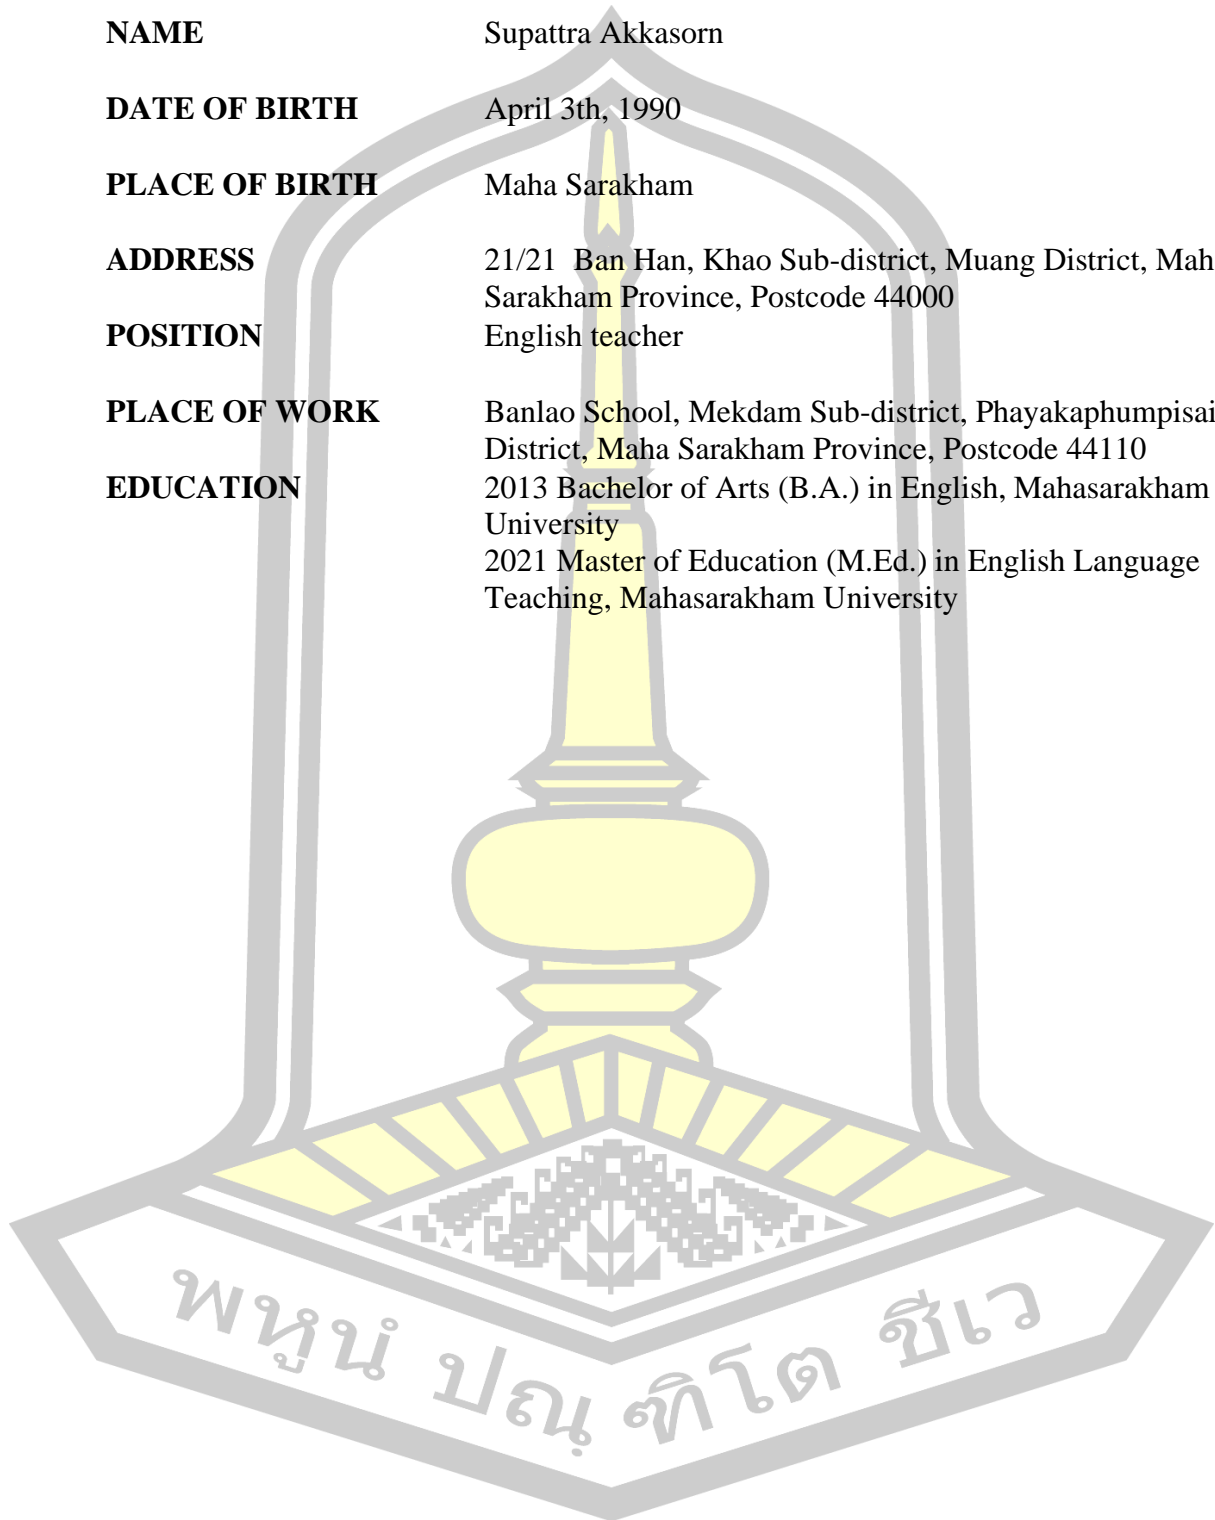 NAME Supattra Akkasorn
DATE OF BIRTH April 3th, 1990
PLACE OF BIRTH Maha Sarakham
ADDRESS 21/21 Ban Han, Khao Sub-district, Muang District, Mah
Sarakham Province, Postcode 44000
POSITION English teacher
PLACE OF WORK Banlao School, Mekdam Sub-district, Phayakaphumpisai
District, Maha Sarakham Province, Postcode 44110
EDUCATION 2013 Bachelor of Arts (B.A.) in English, Mahasarakham
University
2021 Master of Education (M.Ed.) in English Language
Teaching, Mahasarakham University
พหูนํ ปณฺฑิโต ชีเว